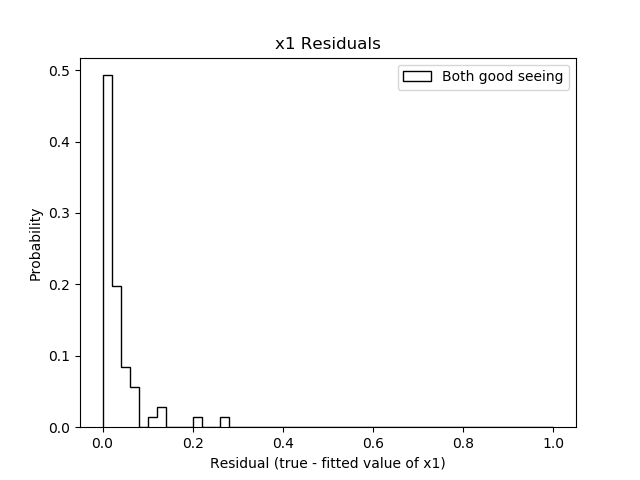 x1 Residuals
Both good seeing
0.5
0.4
0.3
0.2
0.1
0.0
Probability
0.0 0.2 0.4 0.6 0.8 1.0
Residual (true - fitted value of x1)